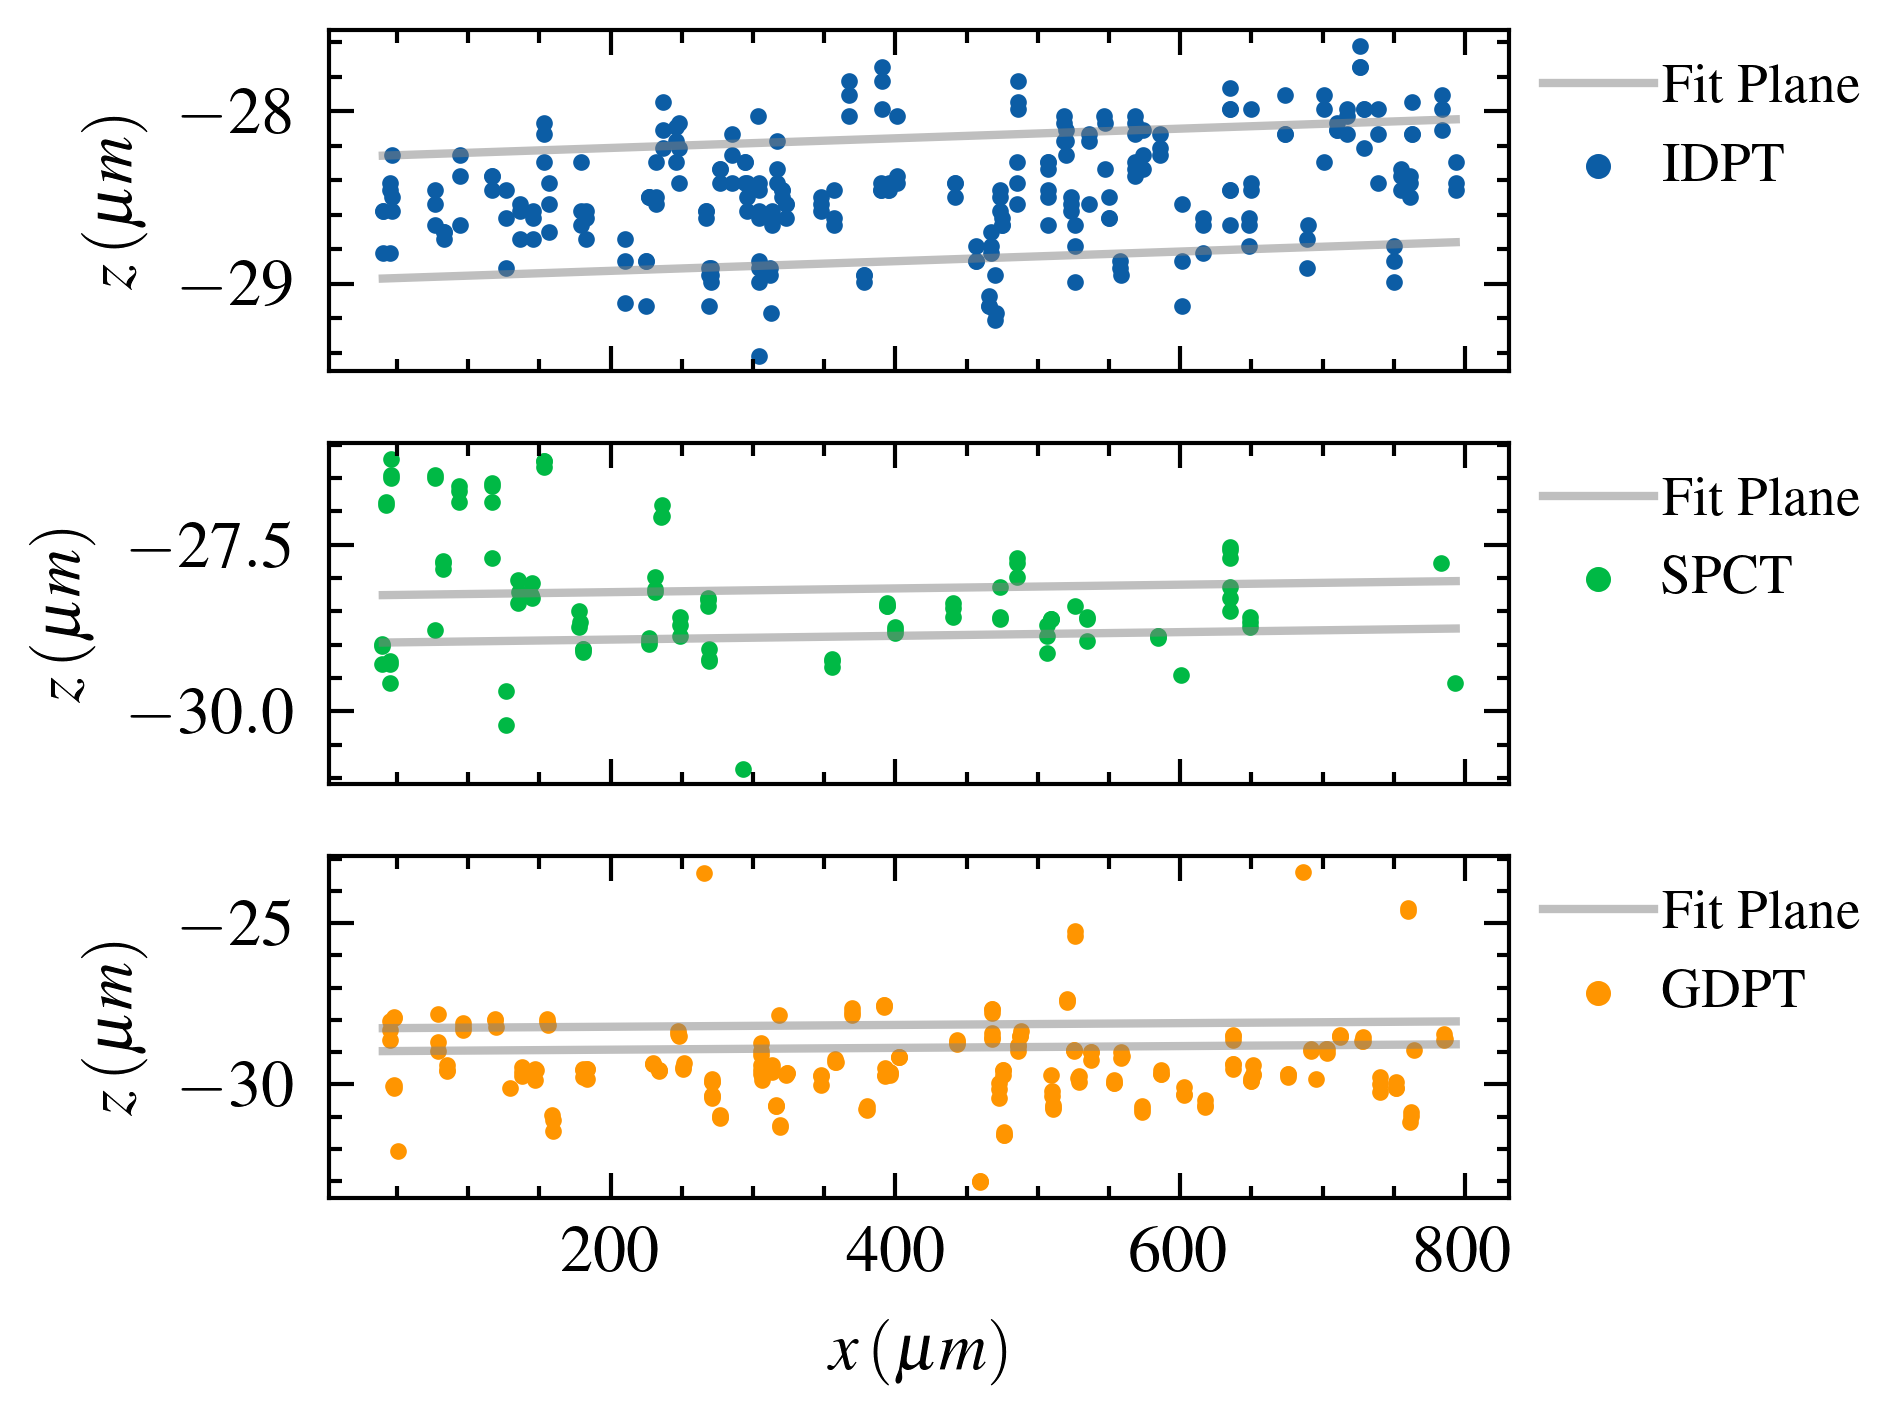 z (μm)
−28
−29
Fit Plane
IDPT
z (μm)
−27.5
−30.0
Fit Plane
SPCT
z (μm)
−25
−30
Fit Plane
GDPT
200 400 600 800
x (μm)